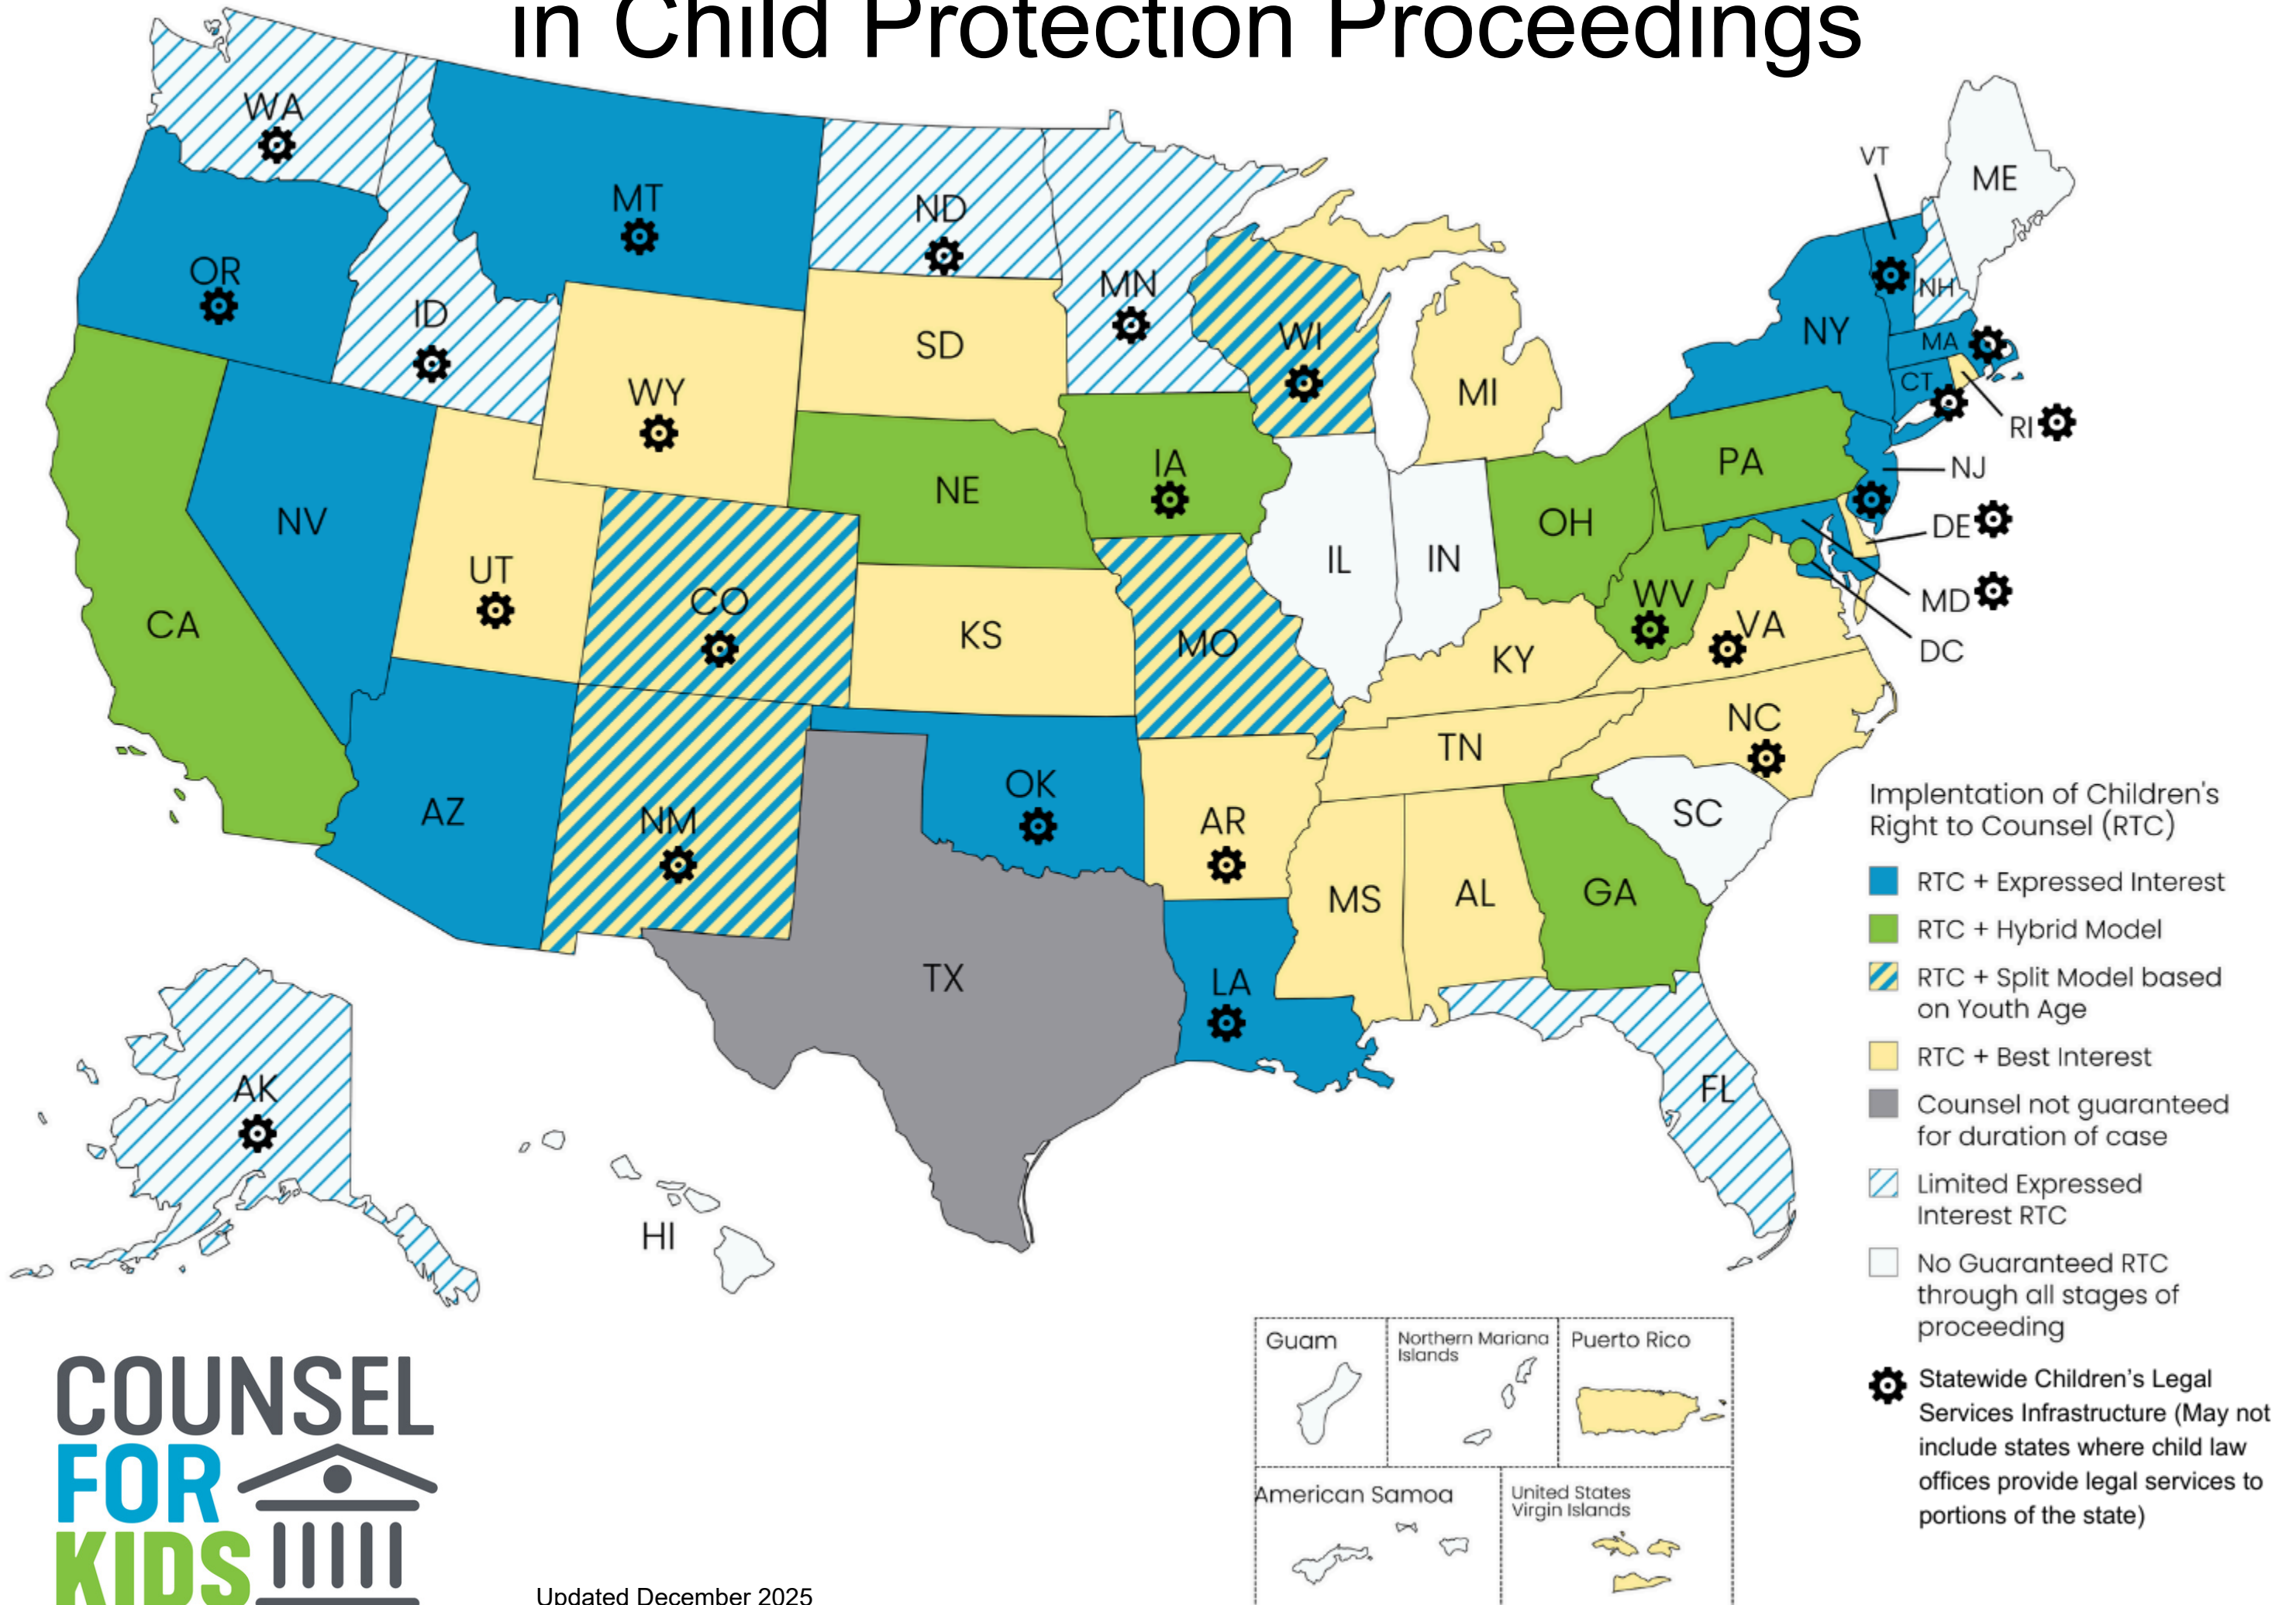 in Child Protection Proceedings
WA
MT
ND
MN
OR
ID
WY
SD
WI
MI
VT
ME
NH
NY
MA
CT
RI
NJ
PA
DE
MD
DC
NV
UT
CO
NE
IA
IL
IN
OH
WV
VA
CA
KS
MO
KY
NC
TN
AZ
NM
OK
AR
SC
MS
AL
GA
TX
LA
FL
AK
HI
Implentation of Children's
Right to Counsel (RTC)
RTC + Expressed Interest
RTC + Hybrid Model
RTC + Split Model based
on Youth Age
RTC + Best Interest
Counsel not guaranteed
for duration of case
Limited Expressed
Interest RTC
No Guaranteed RTC
through all stages of
proceeding
Statewide Children's Legal
Services Infrastructure (May not
include states where child law
offices provide legal services to
portions of the state)
Guam
Northern Mariana
Islands
Puerto Rico
American Samoa
United States
Virgin Islands
COUNSEL
FOR
KIDS
Updated December 2025